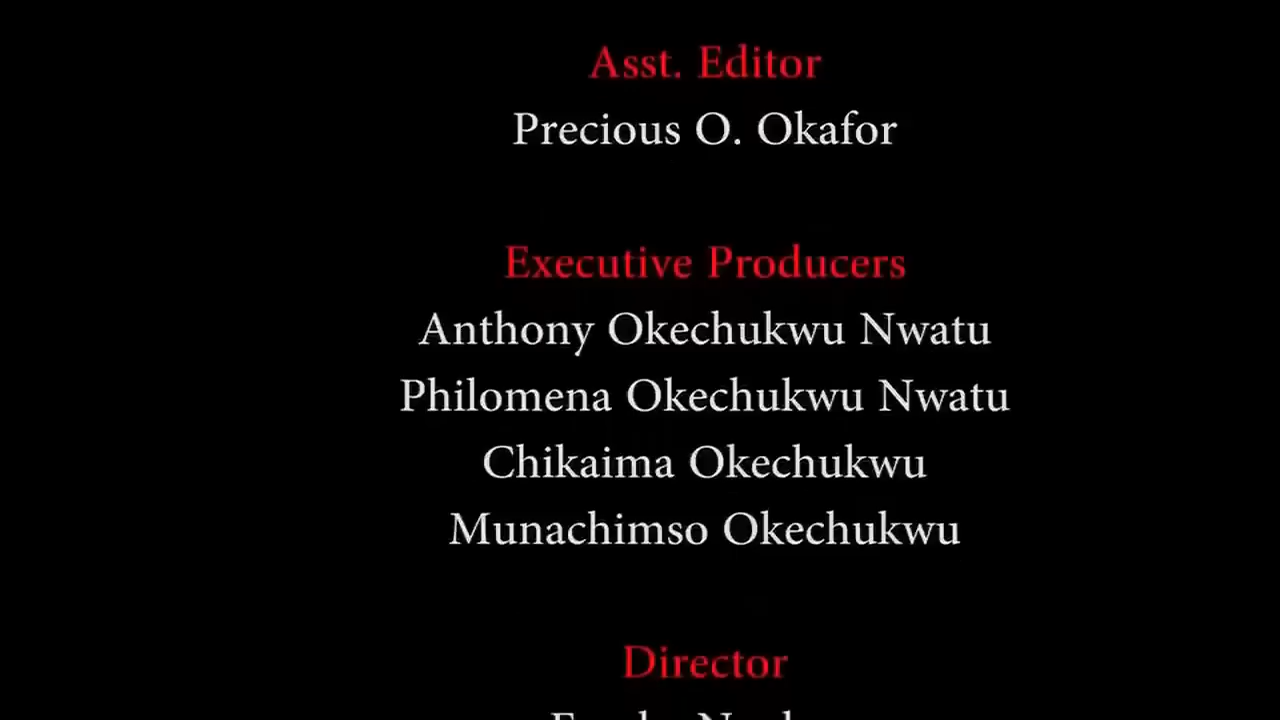 Asst. Editor
Precious O. Okafor
Executive Producers
Anthony Okechukwu Nwatu
Philomena Okechukwu Nwatu
Chikaima Okechukwu
Munachimso Okechukwu
Director